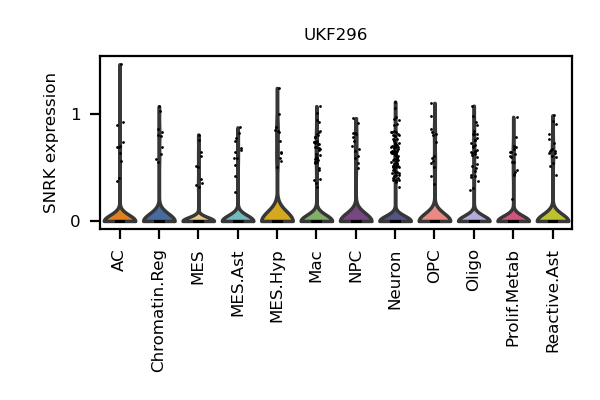 UKF296
SNRK expression
1
0
AC
Chromatin.Reg
MES
MES.Ast
MES.Hyp
Mac
NPC
Neuron
OPC
Oligo
Prolif.Metab
Reactive.Ast